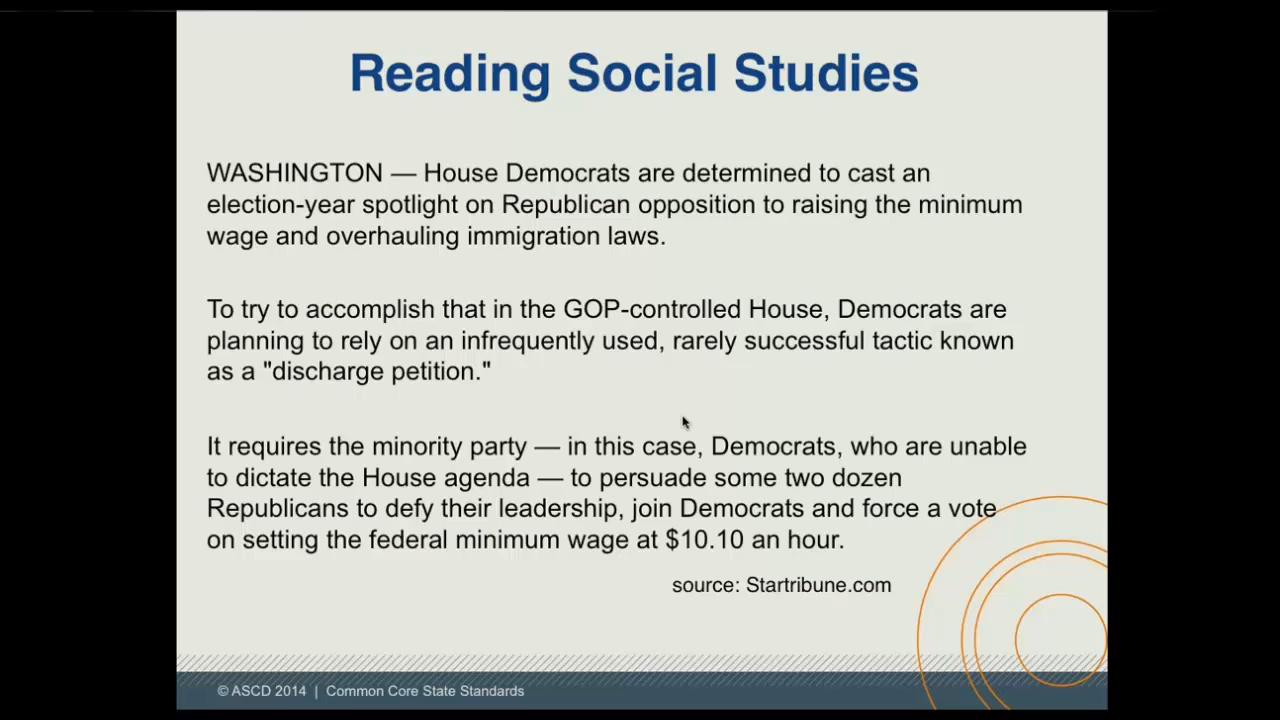 Reading Social Studies
WASHINGTON — House Democrats are determined to cast an
election-year spotlight on Republican opposition to raising the minimum
wage and overhauling immigration laws.
To try to accomplish that in the GOP-controlled House, Democrats are
planning to rely on an infrequently used, rarely successful tactic known
as a "discharge petition."
It requires the minority party — in this case, Democrats, who are unable
to dictate the House agenda — to persuade some two dozen
Republicans to defy their leadership, join Democrats and force a vote
on setting the federal minimum wage at $10.10 an hour.
source: Startribune.com
© ASCD 2014 | Common Core State Standards